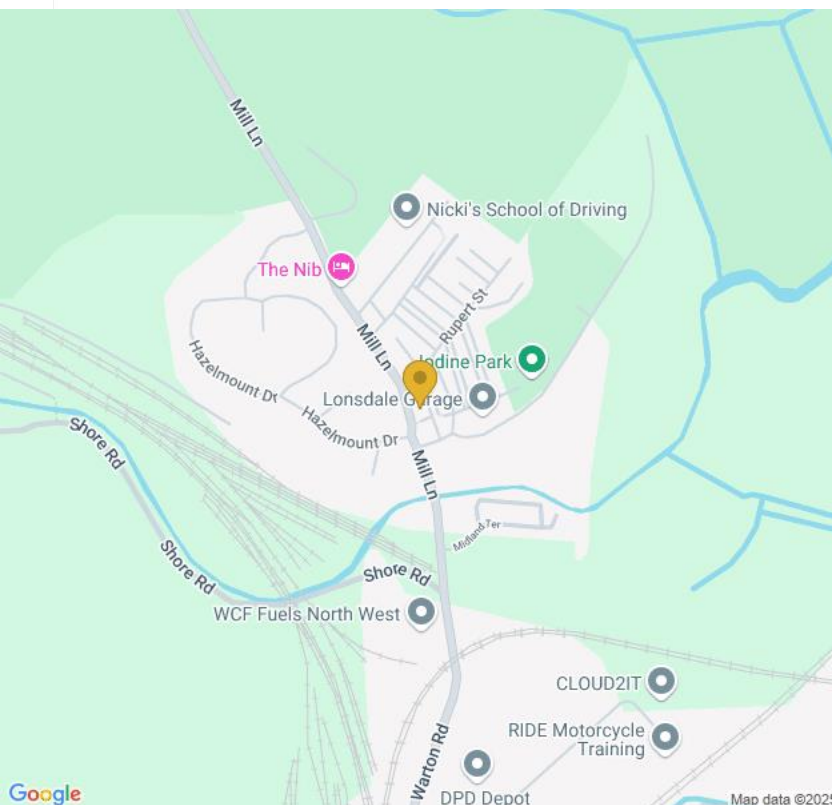 Mill Ln
Nicki's School of Driving
The Nib
Rupert St
Mill Ln
Jodine Park
Hazelmount Dr
Lonsdale Garage
Hazelmount Dr
Shore Rd
Mill Ln
Midland Ter
Shore Rd
Shore Rd
WCF Fuels North West
CLOUD2IT
RIDE Motorcycle
Training
Warton Rd
DPD Depot
Google
Map data ©2025